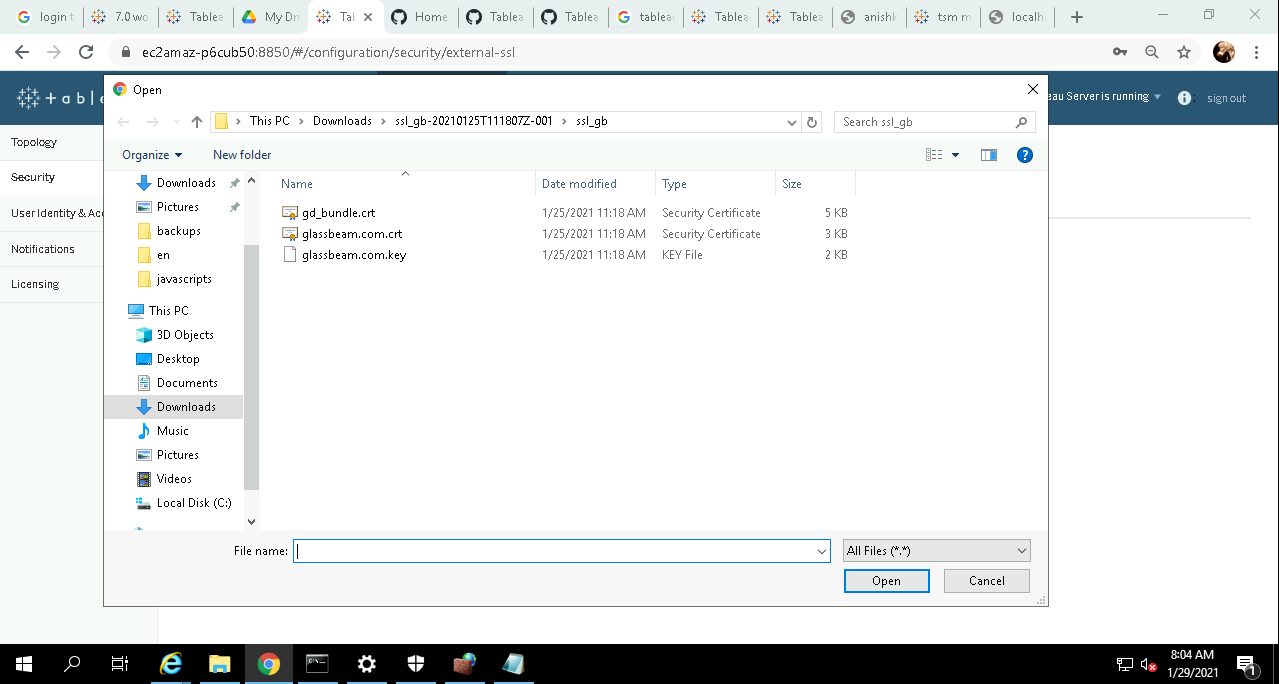 login t
7.0 wo
Tablea
My Dri
Tal
Home
Tablea
Tablea
tableau
Tablea
Tablea
anishk
tsm m
localh
ec2amaz-p6cub50:8850/#/configuration/security/external-ssl
+ a b l e
eau Server is running
sign out
Topology
Security
User Identity & Acc
Notifications
Licensing
Open
This PC > Downloads > ssl_gb-20210125T111807Z-001 > ssl_gb
Search ssl_gb
Organize
New folder
Downloads
Pictures
backups
en
javascripts
This PC
3D Objects
Desktop
Documents
Downloads
Music
Pictures
Videos
Local Disk (C:)
Name Date modified Type Size
gd_bundle.crt 1/25/2021 11:18 AM Security Certificate 5 KB
glassbeam.com.crt 1/25/2021 11:18 AM Security Certificate 3 KB
glassbeam.com.key 1/25/2021 11:18 AM KEY File 2 KB
File name:
All Files (*.*)
Open
Cancel
8:04 AM
1/29/2021
1